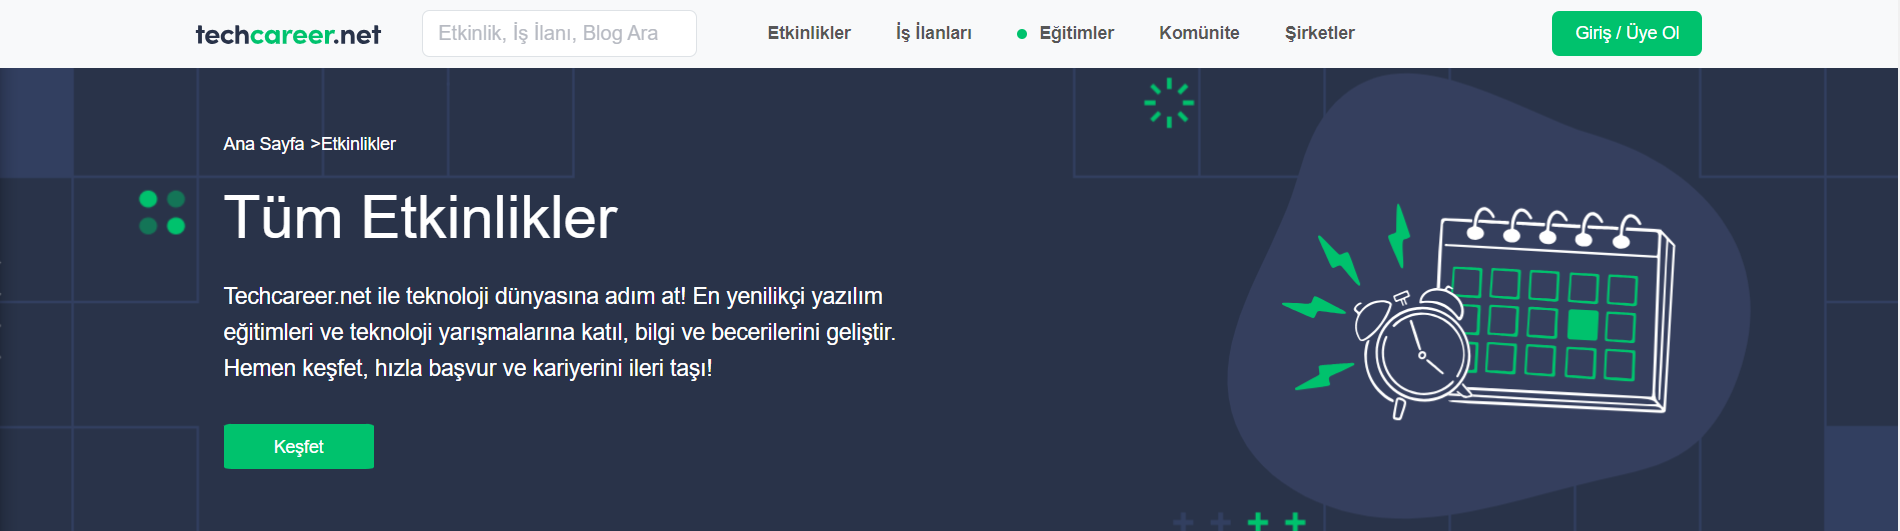 techcareer.net
Etkinlik, İş İlanı, Blog Ara
Etkinlikler
İş İlanları
Eğitimler
Komünite
Şirketler
Giriş / Üye Ol
Ana Sayfa >Etkinlikler
Tüm Etkinlikler
Techcareer.net ile teknoloji dünyasına adım at! En yenilikçi yazılım
eğitimleri ve teknoloji yarışmalarına katıl, bilgi ve becerilerini geliştir.
Hemen keşfet, hızla başvur ve kariyerini ileri taşı!
Keşfet